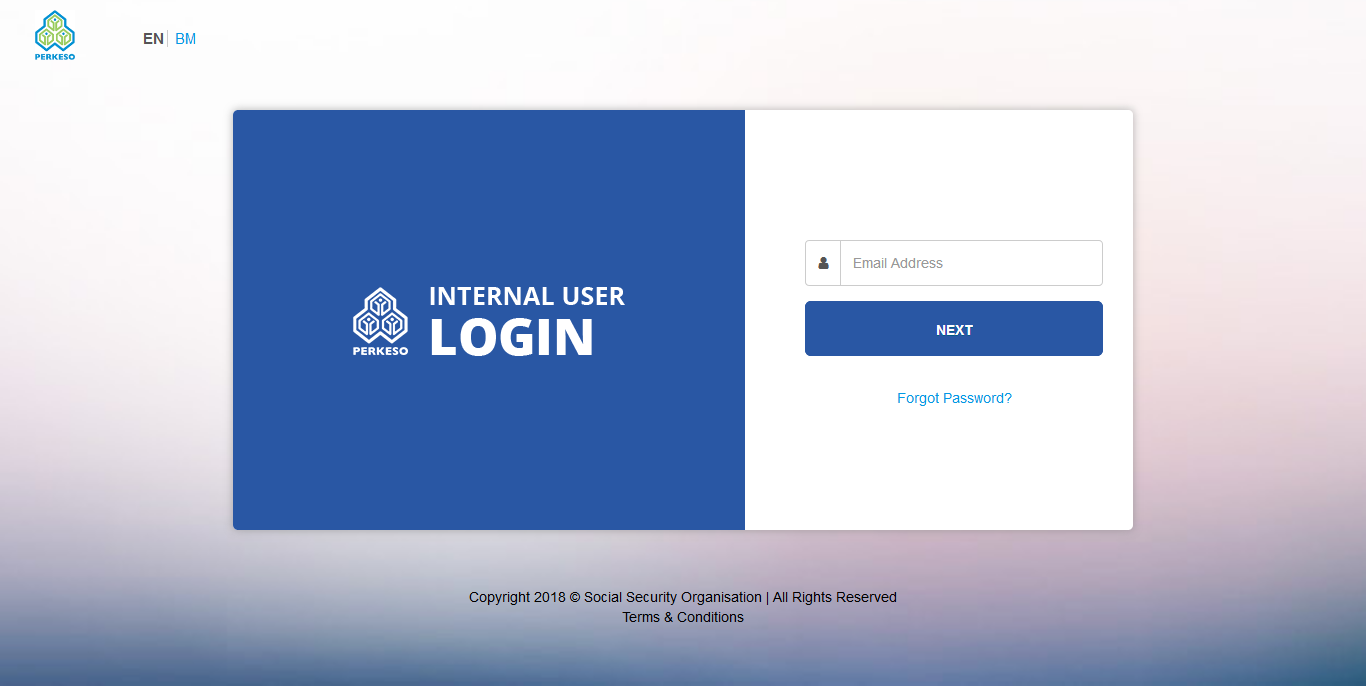 PERKESO
EN | BM
PERKESO
INTERNAL USER
LOGIN
Email Address
NEXT
Forgot Password?
Copyright 2018 © Social Security Organisation | All Rights Reserved
Terms & Conditions